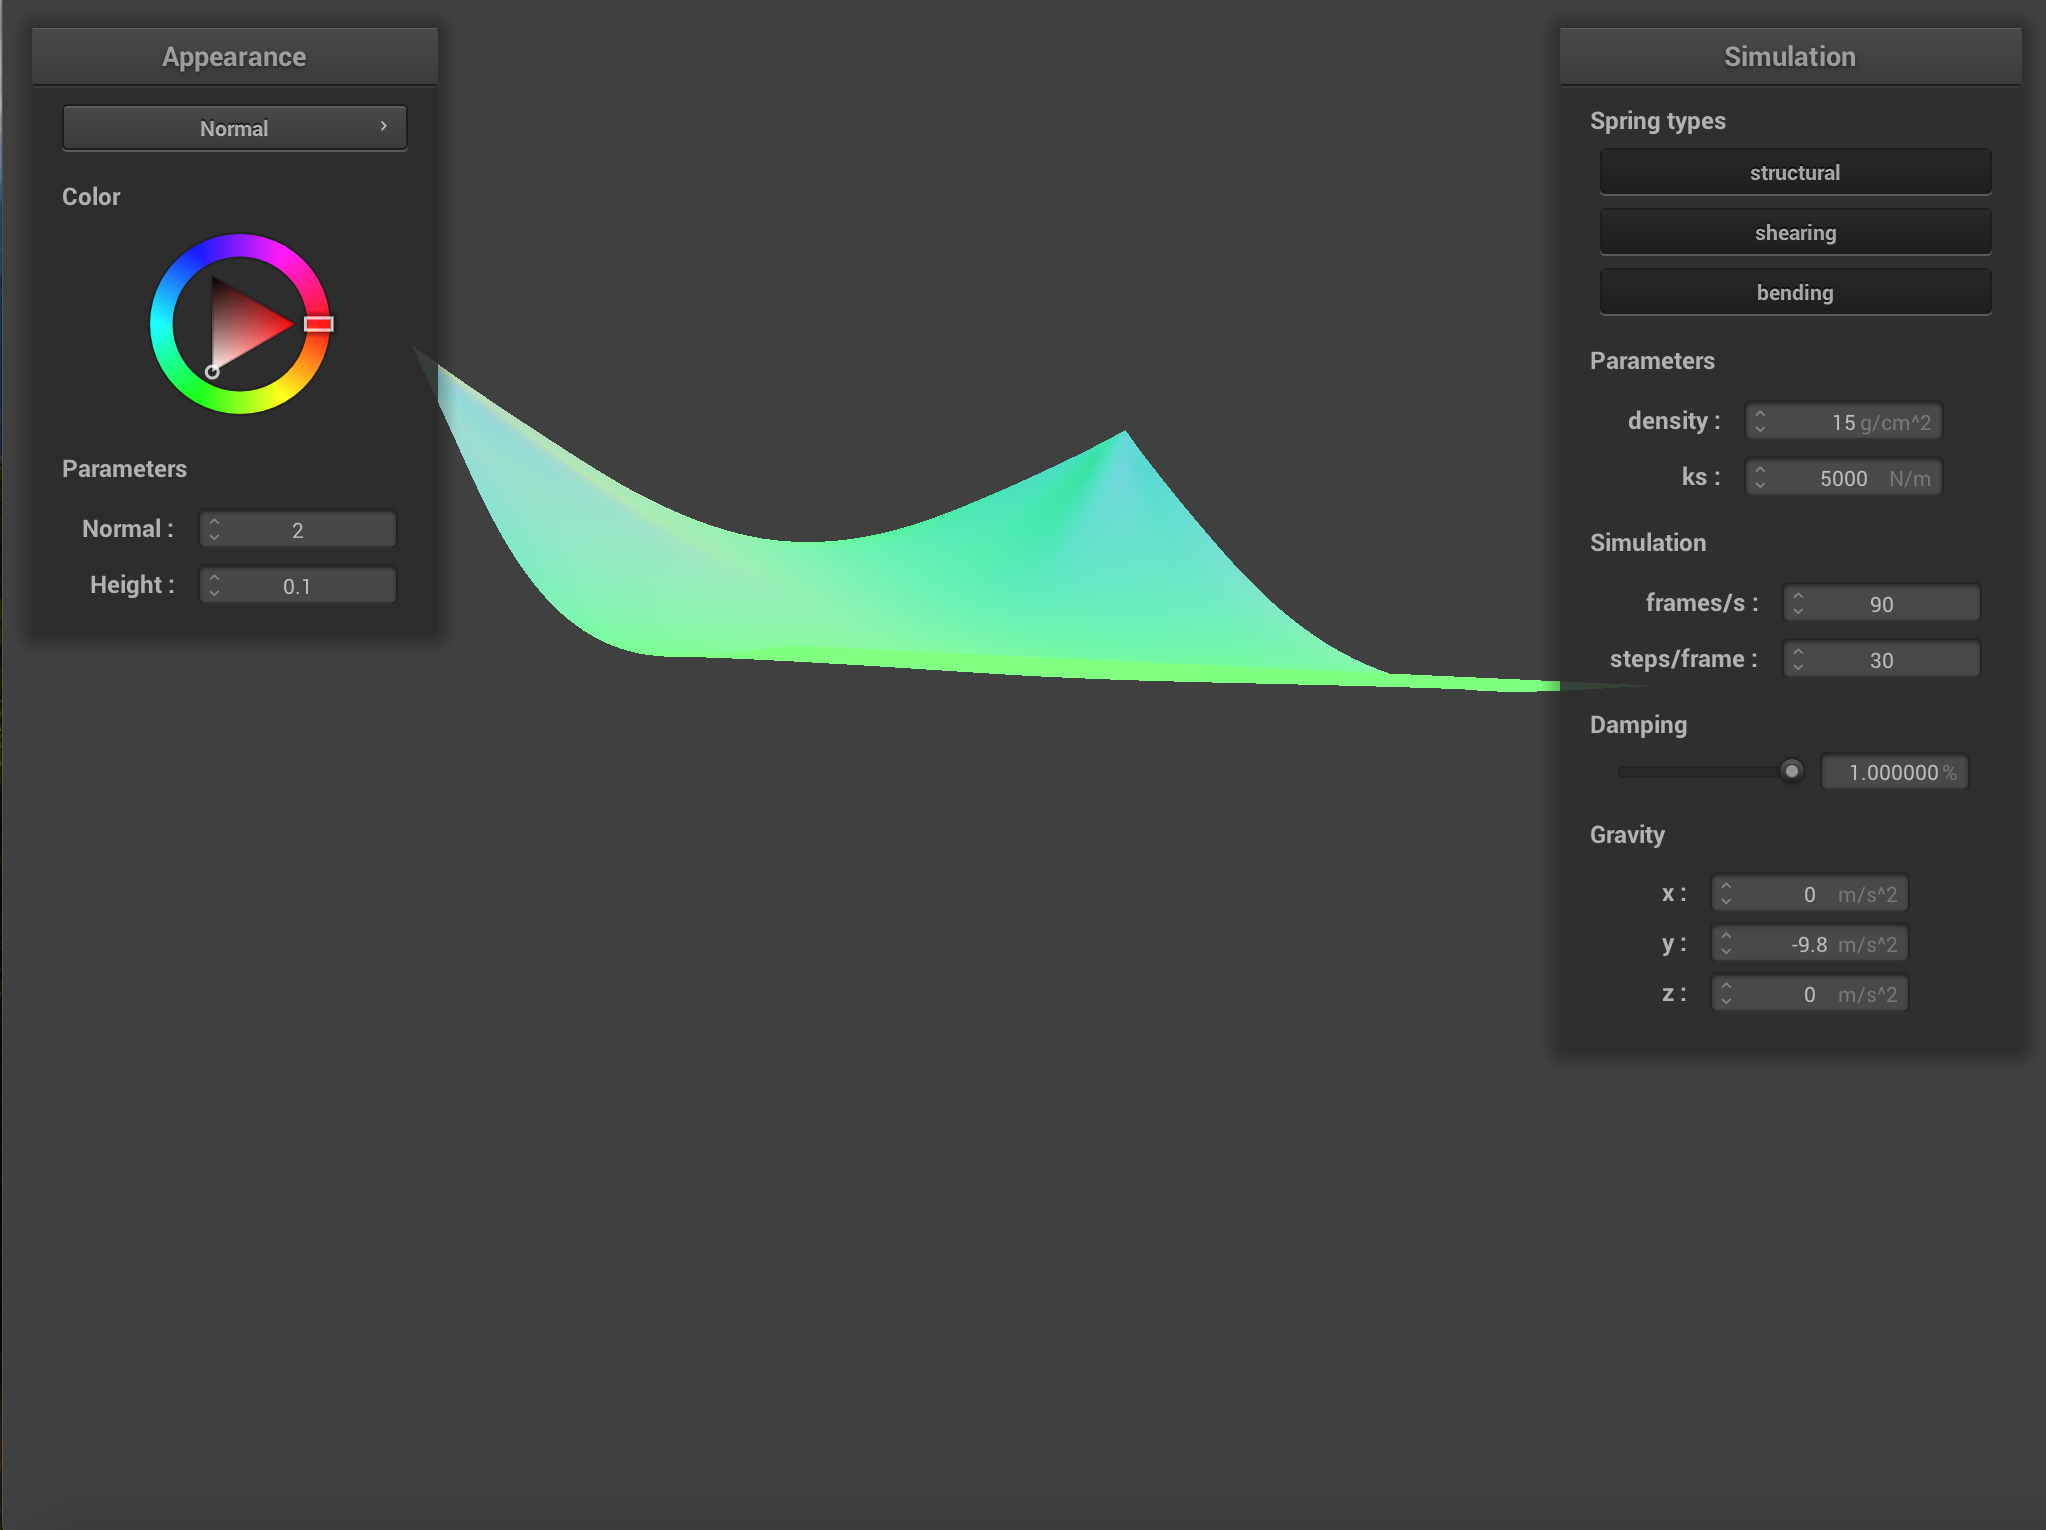 Appearance
Normal
Color
Parameters
Normal : 2
Height : 0.1
Simulation
Spring types
structural
shearing
bending
Parameters
density : 15 g/cm^2
ks : 5000 N/m
Simulation
frames/s : 90
steps/frame : 30
Damping
1.000000 %
Gravity
x : 0 m/s^2
y : -9.8 m/s^2
z : 0 m/s^2